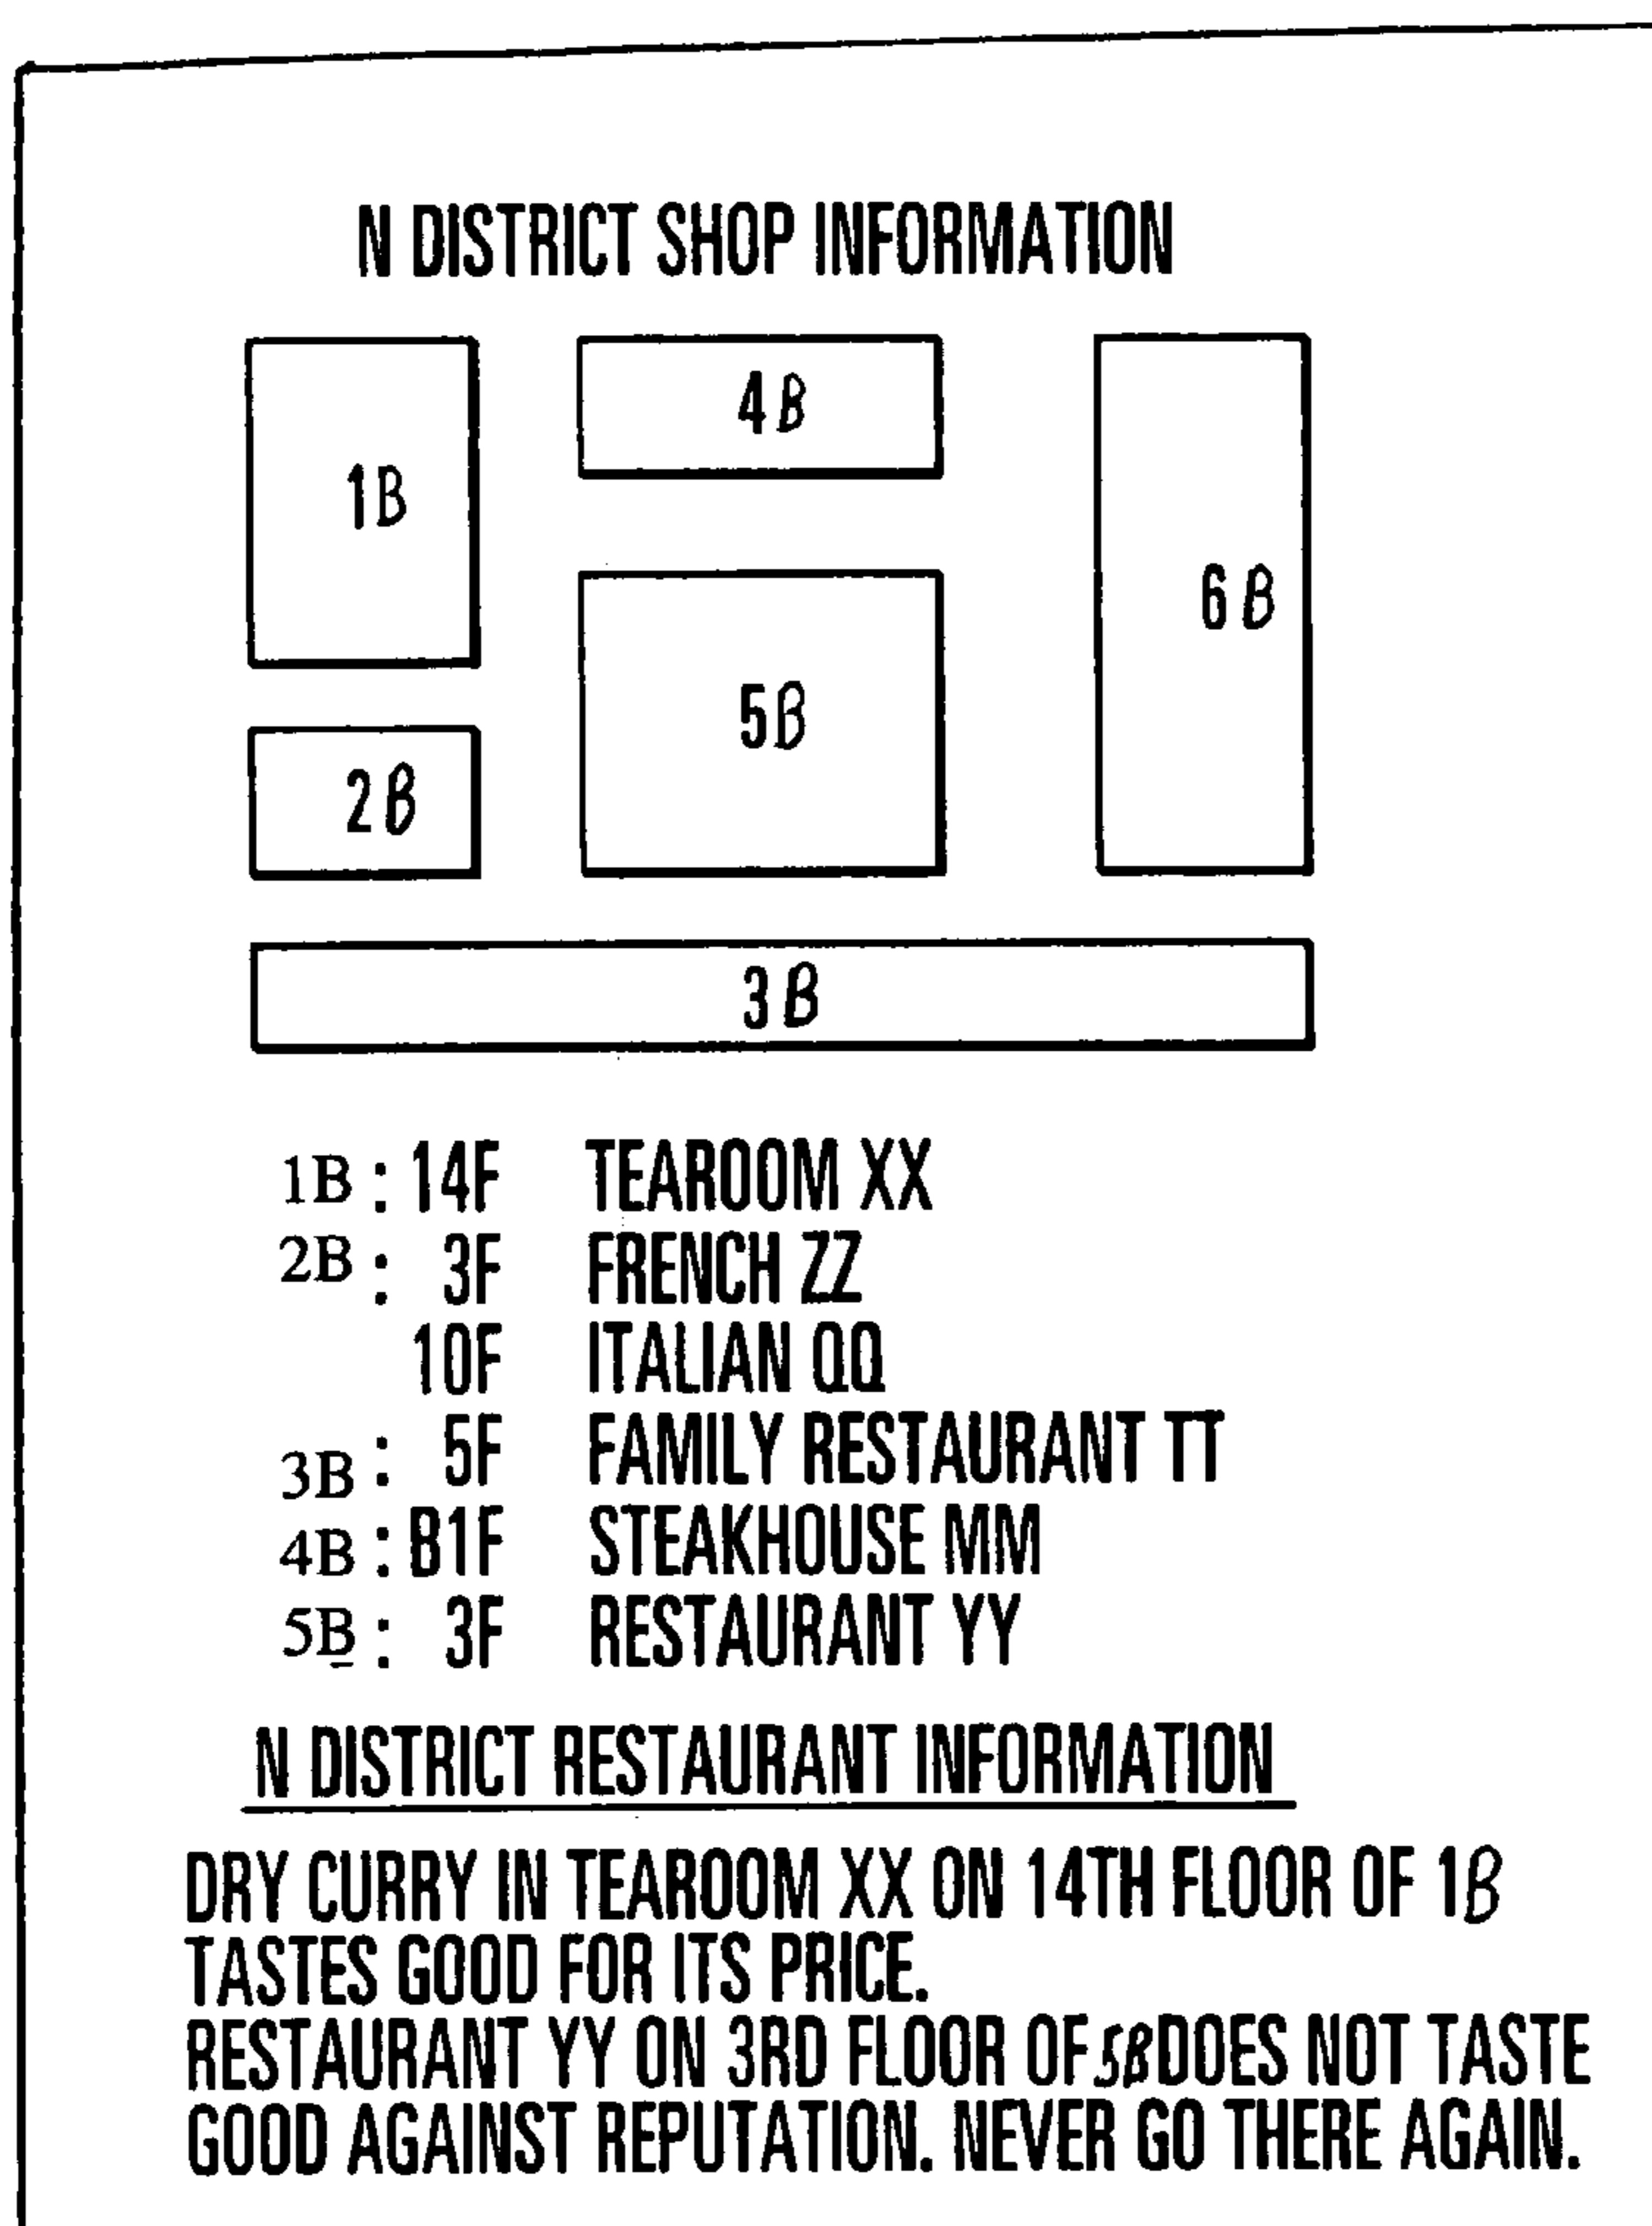 N DISTRICT SHOP INFORMATION
1B
4B
6B
5B
2B
3B
1B : 14F TEAROOM XX
2B : 3F FRENCH ZZ
10F ITALIAN QQ
3B : 5F FAMILY RESTAURANT TT
4B : B1F STEAKHOUSE MM
5B : 3F RESTAURANT YY
N DISTRICT RESTAURANT INFORMATION
DRY CURRY IN TEAROOM XX ON 14TH FLOOR OF 1B
TASTES GOOD FOR ITS PRICE.
RESTAURANT YY ON 3RD FLOOR OF 5B DOES NOT TASTE
GOOD AGAINST REPUTATION. NEVER GO THERE AGAIN.